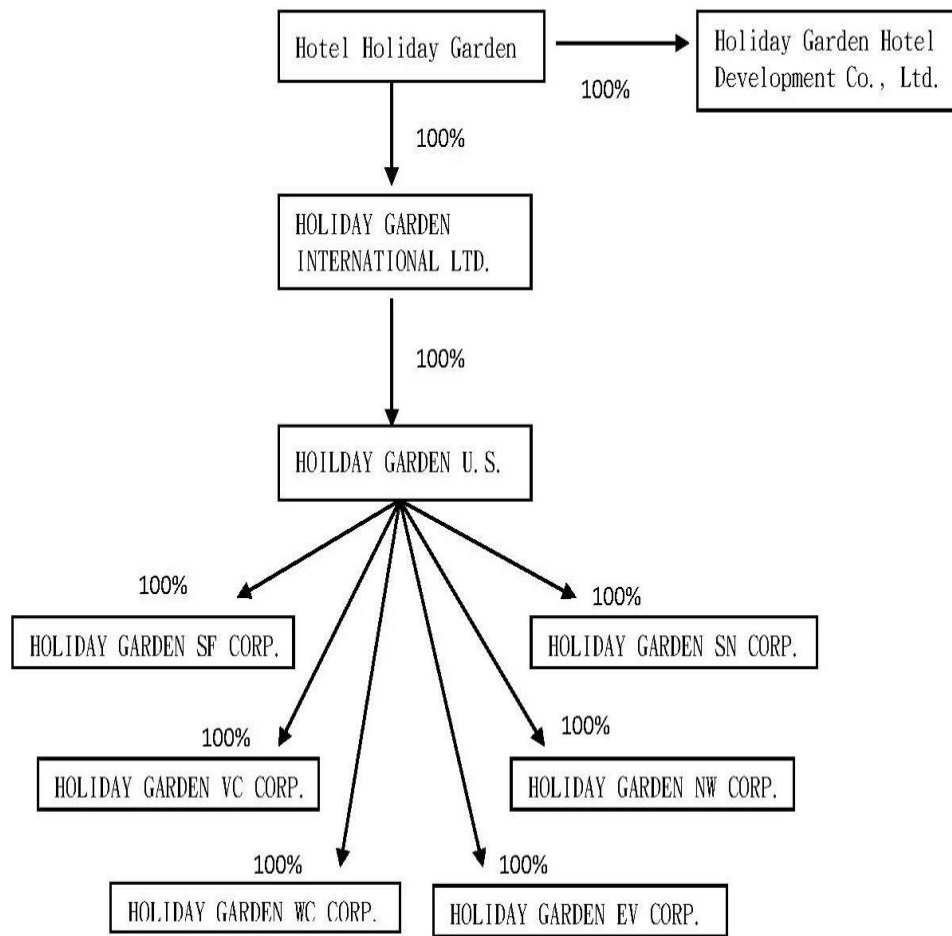 Hotel Holiday Garden
Holiday Garden Hotel
Development Co., Ltd.
100%
100%
HOLIDAY GARDEN
INTERNATIONAL LTD.
100%
HOILDAY GARDEN U.S.
100%
100%
HOLIDAY GARDEN SF CORP.
HOLIDAY GARDEN SN CORP.
100%
100%
HOLIDAY GARDEN VC CORP.
HOLIDAY GARDEN NW CORP.
100%
100%
HOLIDAY GARDEN WC CORP.
HOLIDAY GARDEN EV CORP.